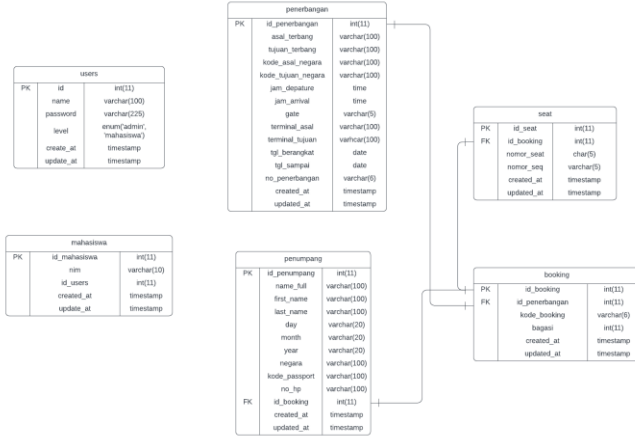 penerbangan
PK id_penerbangan int(11)
asal_terbang varchar(100)
tujuan_terbang varchar(100)
kode_asal_negara varchar(100)
kode_tujuan_negara varchar(100)
jam_depature time
jam_arrival time
gate varchar(5)
terminal_asal varchar(100)
terminal_tujuan varhcar(100)
tgl_berangkat date
tgl_sampai date
no_penerbangan varchar(6)
created_at timestamp
updated_at timestamp
users
PK id int(11)
name varchar(100)
password varchar(225)
level enum('admin', 'mahasiswa')
create_at timestamp
update_at timestamp
seat
PK id_seat int(11)
FK id_booking int(11)
nomor_seat char(5)
nomor_seq varchar(5)
created_at timestamp
updated_at timestamp
mahasiswa
PK id_mahasiswa int(11)
nim varchar(10)
id_users int(11)
created_at timestamp
update_at timestamp
penumpang
PK id_penumpang int(11)
name_full varchar(100)
first_name varchar(100)
last_name varchar(100)
day varchar(20)
month varchar(20)
year varchar(20)
negara varchar(100)
kode_passport varchar(100)
no_hp varchar(100)
FK id_booking int(11)
created_at timestamp
updated_at timestamp
booking
PK id_booking int(11)
FK id_penerbangan int(11)
kode_booking varchar(6)
bagasi int(11)
created_at timestamp
updated_at timestamp